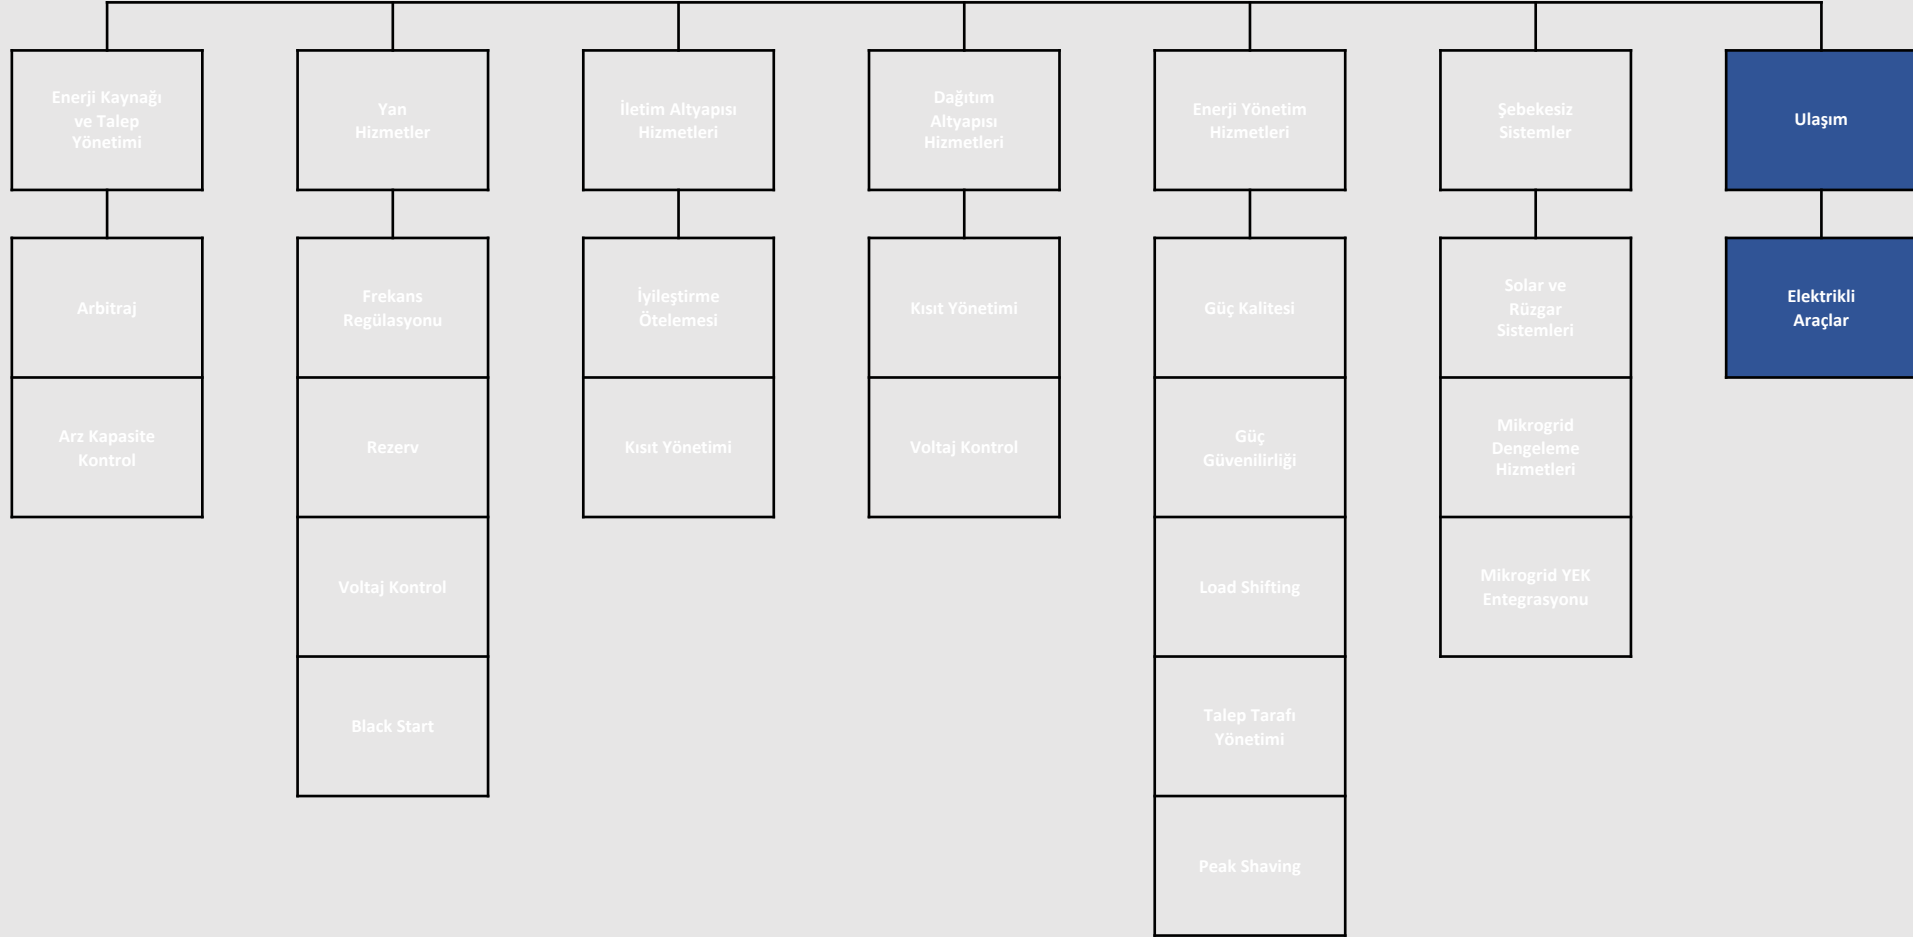 Enerji Kaynağı
ve Talep
Yönetimi
Yan
Hizmetler
İletim Altyapısı
Hizmetleri
Dağıtım
Altyapısı
Hizmetleri
Enerji Yönetim
Hizmetleri
Şebekesiz
Sistemler
Ulaşım
Arbitraj
Frekans
Regülasyonu
İyileştirme
Ötelemesi
Kısıt Yönetimi
Güç Kalitesi
Solar ve
Rüzgar
Sistemleri
Elektrikli
Araçlar
Arz Kapasite
Kontrol
Rezerv
Kısıt Yönetimi
Voltaj Kontrol
Güç
Güvenilirliği
Mikrogrid
Dengeleme
Hizmetleri
Voltaj Kontrol
Load Shifting
Mikrogrid YEK
Entegrasyonu
Black Start
Talep Tarafı
Yönetimi
Peak Shaving